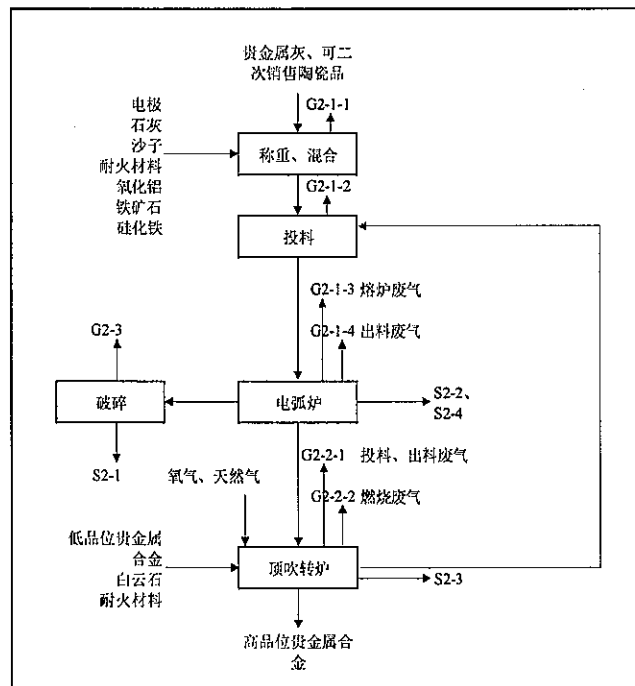 贵金属灰、可二
次销售陶瓷品
电极
石灰
沙子
耐火材料
氧化铝
铁矿石
硅化铁
G2-1-1
称重、混合
G2-1-2
投料
G2-1-3 熔炉废气
G2-1-4 出料废气
G2-3
破碎
电弧炉
S2-2、
S2-4
S2-1
G2-2-1 投料、出料废气
氧气、天然气
G2-2-2 燃烧废气
低品位贵金属
合金
白云石
耐火材料
顶吹转炉
S2-3
高品位贵金属合
金